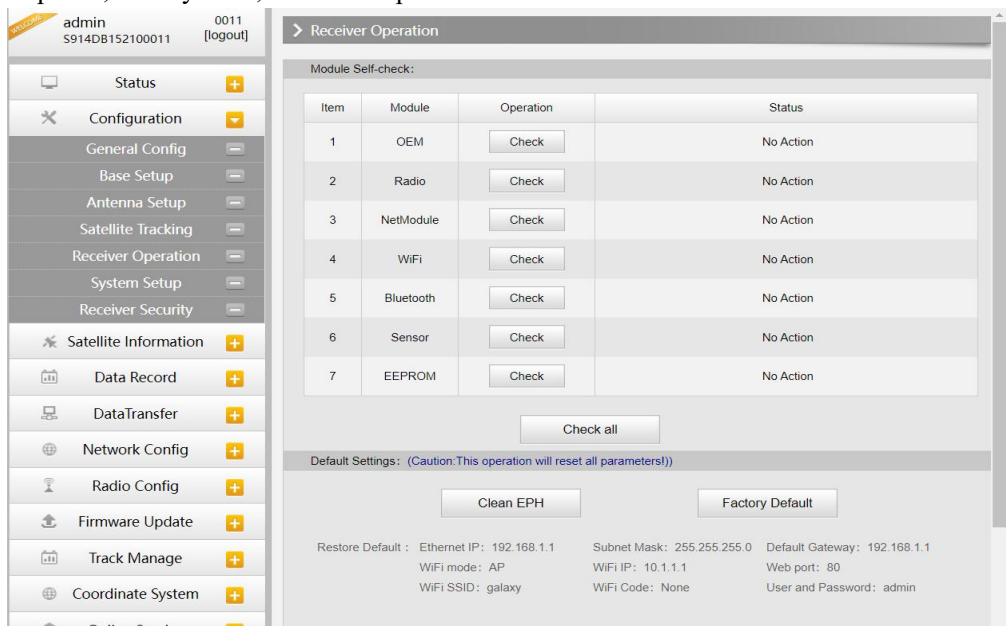 WELCOME
admin 0011
S914DB152100011 [logout]
Status
Configuration
General Config
Base Setup
Antenna Setup
Satellite Tracking
Receiver Operation
System Setup
Receiver Security
Satellite Information
Data Record
DataTransfer
Network Config
Radio Config
Firmware Update
Track Manage
Coordinate System
Receiver Operation
Module Self-check:
Item Module Operation Status
1 OEM Check No Action
2 Radio Check No Action
3 NetModule Check No Action
4 WiFi Check No Action
5 Bluetooth Check No Action
6 Sensor Check No Action
7 EEPROM Check No Action
Check all
Default Settings: (Caution:This operation will reset all parameters!))
Clean EPH Factory Default
Restore Default : Ethernet IP: 192.168.1.1 Subnet Mask: 255.255.255.0 Default Gateway: 192.168.1.1
WiFi mode: AP WiFi IP: 10.1.1.1 Web port: 80
WiFi SSID: galaxy WiFi Code: None User and Password: admin